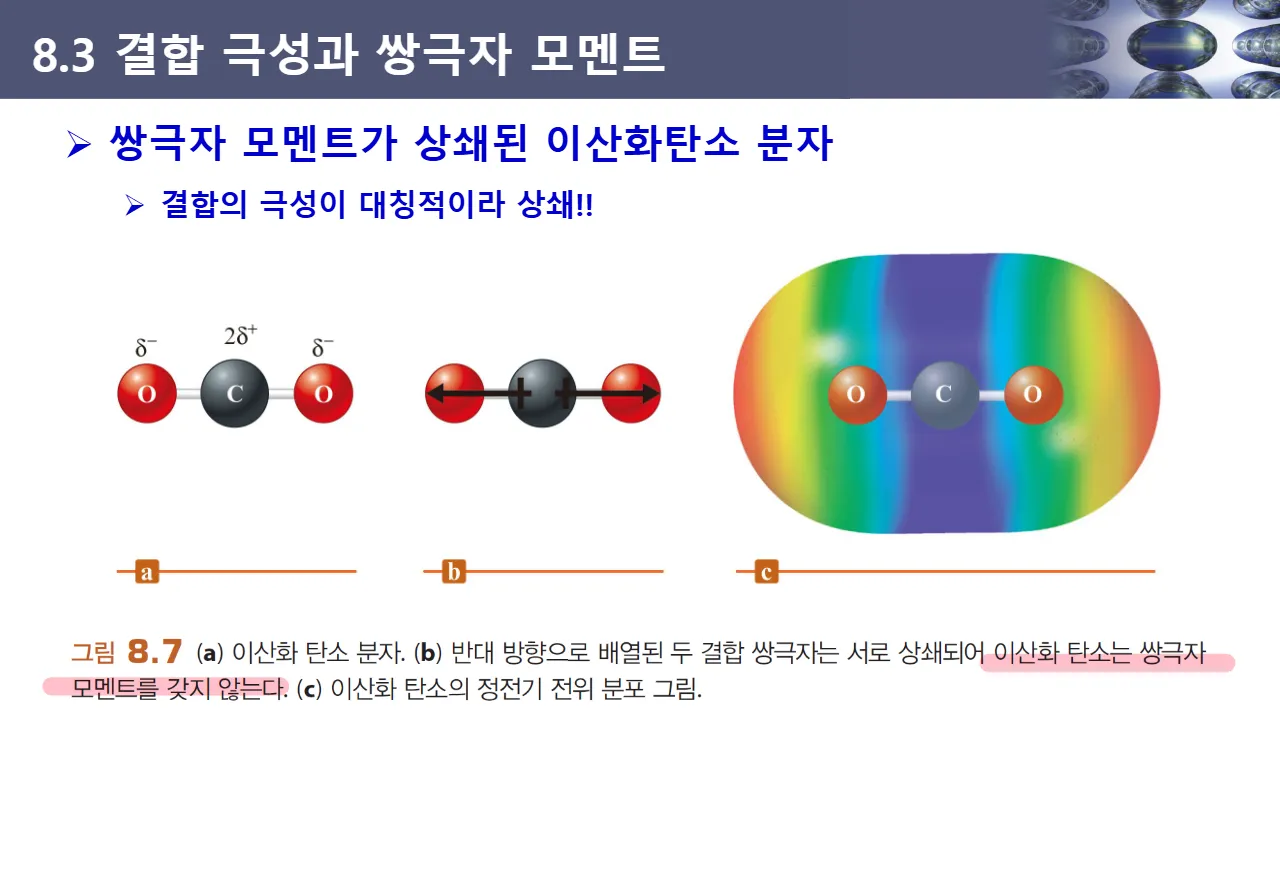 8.3 결합 극성과 쌍극자 모멘트
➢ 쌍극자 모멘트가 상쇄된 이산화탄소 분자
➢ 결합의 극성이 대칭적이라 상쇄!!
δ⁻ 2δ⁺ δ⁻
O C O
O C O
a b c
그림 8.7 (a) 이산화 탄소 분자. (b) 반대 방향으로 배열된 두 결합 쌍극자는 서로 상쇄되어 이산화 탄소는 쌍극자
모멘트를 갖지 않는다. (c) 이산화 탄소의 정전기 전위 분포 그림.